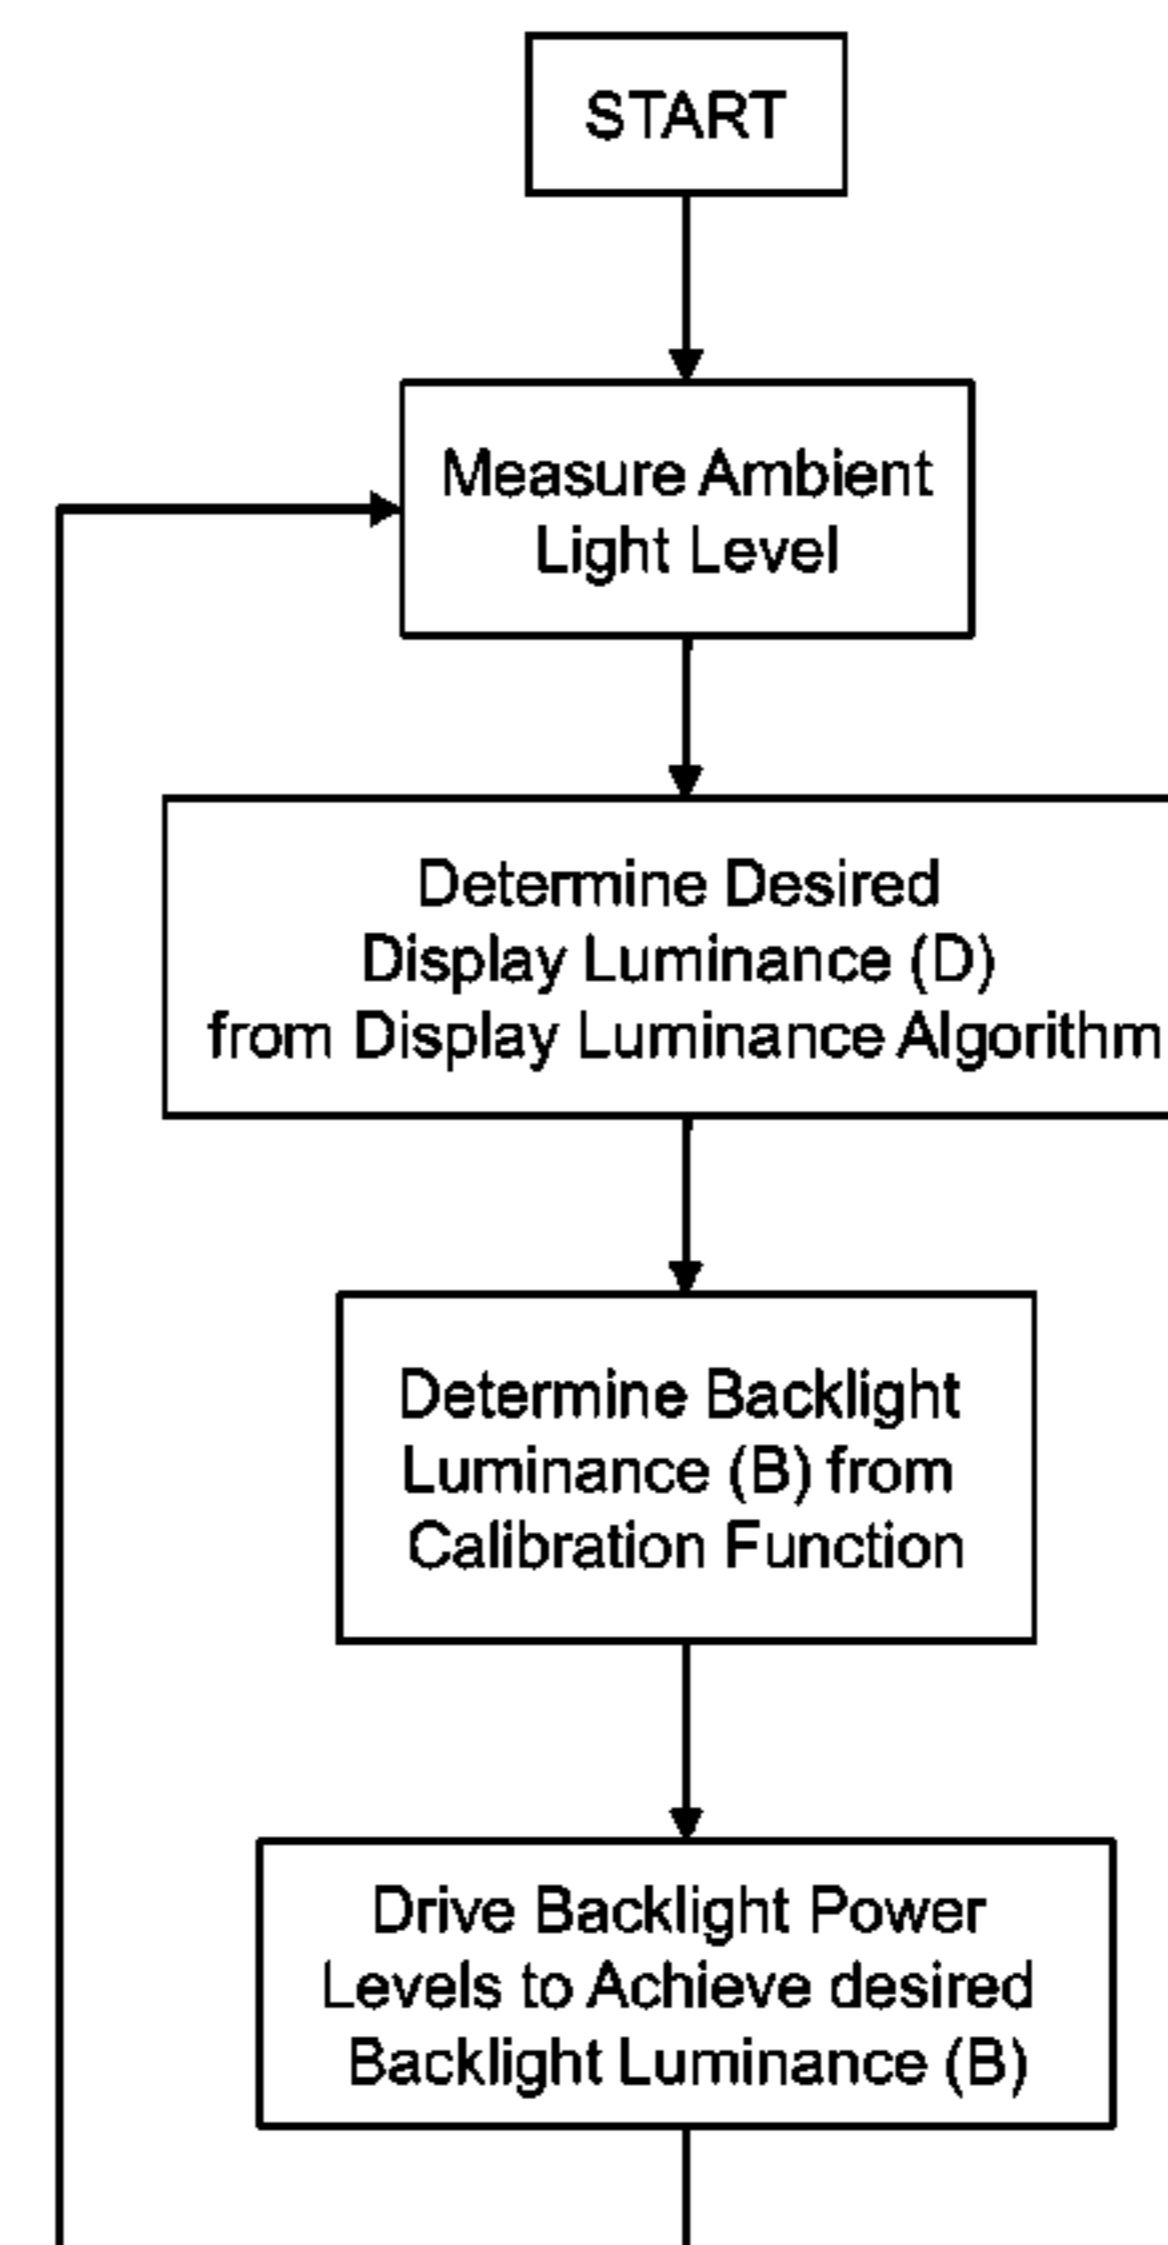 START
Measure Ambient
Light Level
Determine Desired
Display Luminance (D)
from Display Luminance Algorithm
Determine Backlight
Luminance (B) from
Calibration Function
Drive Backlight Power
Levels to Achieve desired
Backlight Luminance (B)